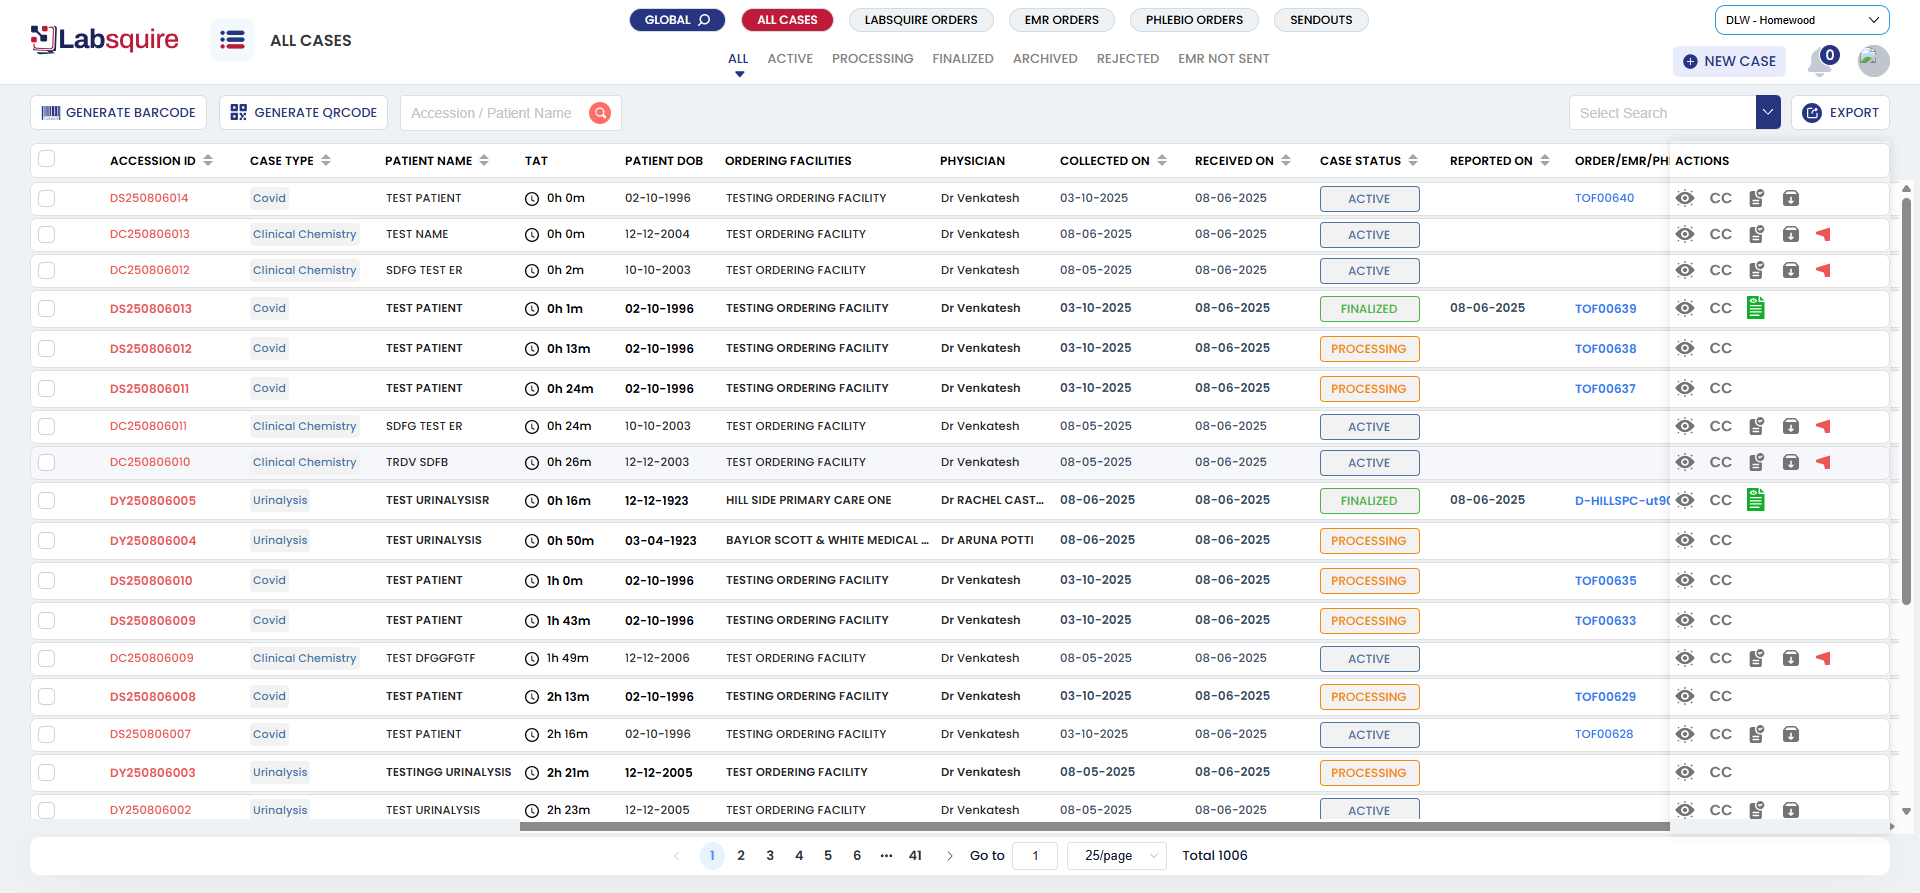 Labsquire
ALL CASES
GLOBAL
ALL CASES
LABSQUIRE ORDERS
EMR ORDERS
PHLEBIO ORDERS
SENDOUTS
DLW - Homewood
ALL
ACTIVE
PROCESSING
FINALIZED
ARCHIVED
REJECTED
EMR NOT SENT
NEW CASE
0
GENERATE BARCODE
GENERATE QRCODE
Accession / Patient Name
Select Search
EXPORT
ACCESSION ID CASE TYPE PATIENT NAME TAT PATIENT DOB ORDERING FACILITIES PHYSICIAN COLLECTED ON RECEIVED ON CASE STATUS REPORTED ON ORDER/EMR/PH ACTIONS
DS250806014 Covid TEST PATIENT 0h 0m 02-10-1996 TESTING ORDERING FACILITY Dr Venkatesh 03-10-2025 08-06-2025 ACTIVE TOF00640 CC
DC250806013 Clinical Chemistry TEST NAME 0h 0m 12-12-2004 TEST ORDERING FACILITY Dr Venkatesh 08-06-2025 08-06-2025 ACTIVE CC
DC250806012 Clinical Chemistry SDFG TEST ER 0h 2m 10-10-2003 TEST ORDERING FACILITY Dr Venkatesh 08-05-2025 08-06-2025 ACTIVE CC
DS250806013 Covid TEST PATIENT 0h 1m 02-10-1996 TESTING ORDERING FACILITY Dr Venkatesh 03-10-2025 08-06-2025 FINALIZED 08-06-2025 TOF00639 CC
DS250806012 Covid TEST PATIENT 0h 13m 02-10-1996 TESTING ORDERING FACILITY Dr Venkatesh 03-10-2025 08-06-2025 PROCESSING TOF00638 CC
DS250806011 Covid TEST PATIENT 0h 24m 02-10-1996 TESTING ORDERING FACILITY Dr Venkatesh 03-10-2025 08-06-2025 PROCESSING TOF00637 CC
DC250806011 Clinical Chemistry SDFG TEST ER 0h 24m 10-10-2003 TEST ORDERING FACILITY Dr Venkatesh 08-05-2025 08-06-2025 ACTIVE CC
DC250806010 Clinical Chemistry TRDV SDFB 0h 26m 12-12-2003 TEST ORDERING FACILITY Dr Venkatesh 08-05-2025 08-06-2025 ACTIVE CC
DY250806005 Urinalysis TEST URINALYSISR 0h 16m 12-12-1923 HILL SIDE PRIMARY CARE ONE Dr RACHEL CAST... 08-06-2025 08-06-2025 FINALIZED 08-06-2025 D-HILLSPC-ut90 CC
DY250806004 Urinalysis TEST URINALYSIS 0h 50m 03-04-1923 BAYLOR SCOTT & WHITE MEDICAL ... Dr ARUNA POTTI 08-06-2025 08-06-2025 PROCESSING CC
DS250806010 Covid TEST PATIENT 1h 0m 02-10-1996 TESTING ORDERING FACILITY Dr Venkatesh 03-10-2025 08-06-2025 PROCESSING TOF00635 CC
DS250806009 Covid TEST PATIENT 1h 43m 02-10-1996 TESTING ORDERING FACILITY Dr Venkatesh 03-10-2025 08-06-2025 PROCESSING TOF00633 CC
DC250806009 Clinical Chemistry TEST DFGGFGTF 1h 49m 12-12-2006 TEST ORDERING FACILITY Dr Venkatesh 08-05-2025 08-06-2025 ACTIVE CC
DS250806008 Covid TEST PATIENT 2h 13m 02-10-1996 TESTING ORDERING FACILITY Dr Venkatesh 03-10-2025 08-06-2025 PROCESSING TOF00629 CC
DS250806007 Covid TEST PATIENT 2h 16m 02-10-1996 TESTING ORDERING FACILITY Dr Venkatesh 03-10-2025 08-06-2025 ACTIVE TOF00628 CC
DY250806003 Urinalysis TESTINGG URINALYSIS 2h 21m 12-12-2005 TEST ORDERING FACILITY Dr Venkatesh 08-05-2025 08-06-2025 PROCESSING CC
DY250806002 Urinalysis TEST URINALYSIS 2h 23m 12-12-2005 TEST ORDERING FACILITY Dr Venkatesh 08-05-2025 08-06-2025 ACTIVE CC
1 2 3 4 5 6 ... 41 Go to 1 25/page Total 1006